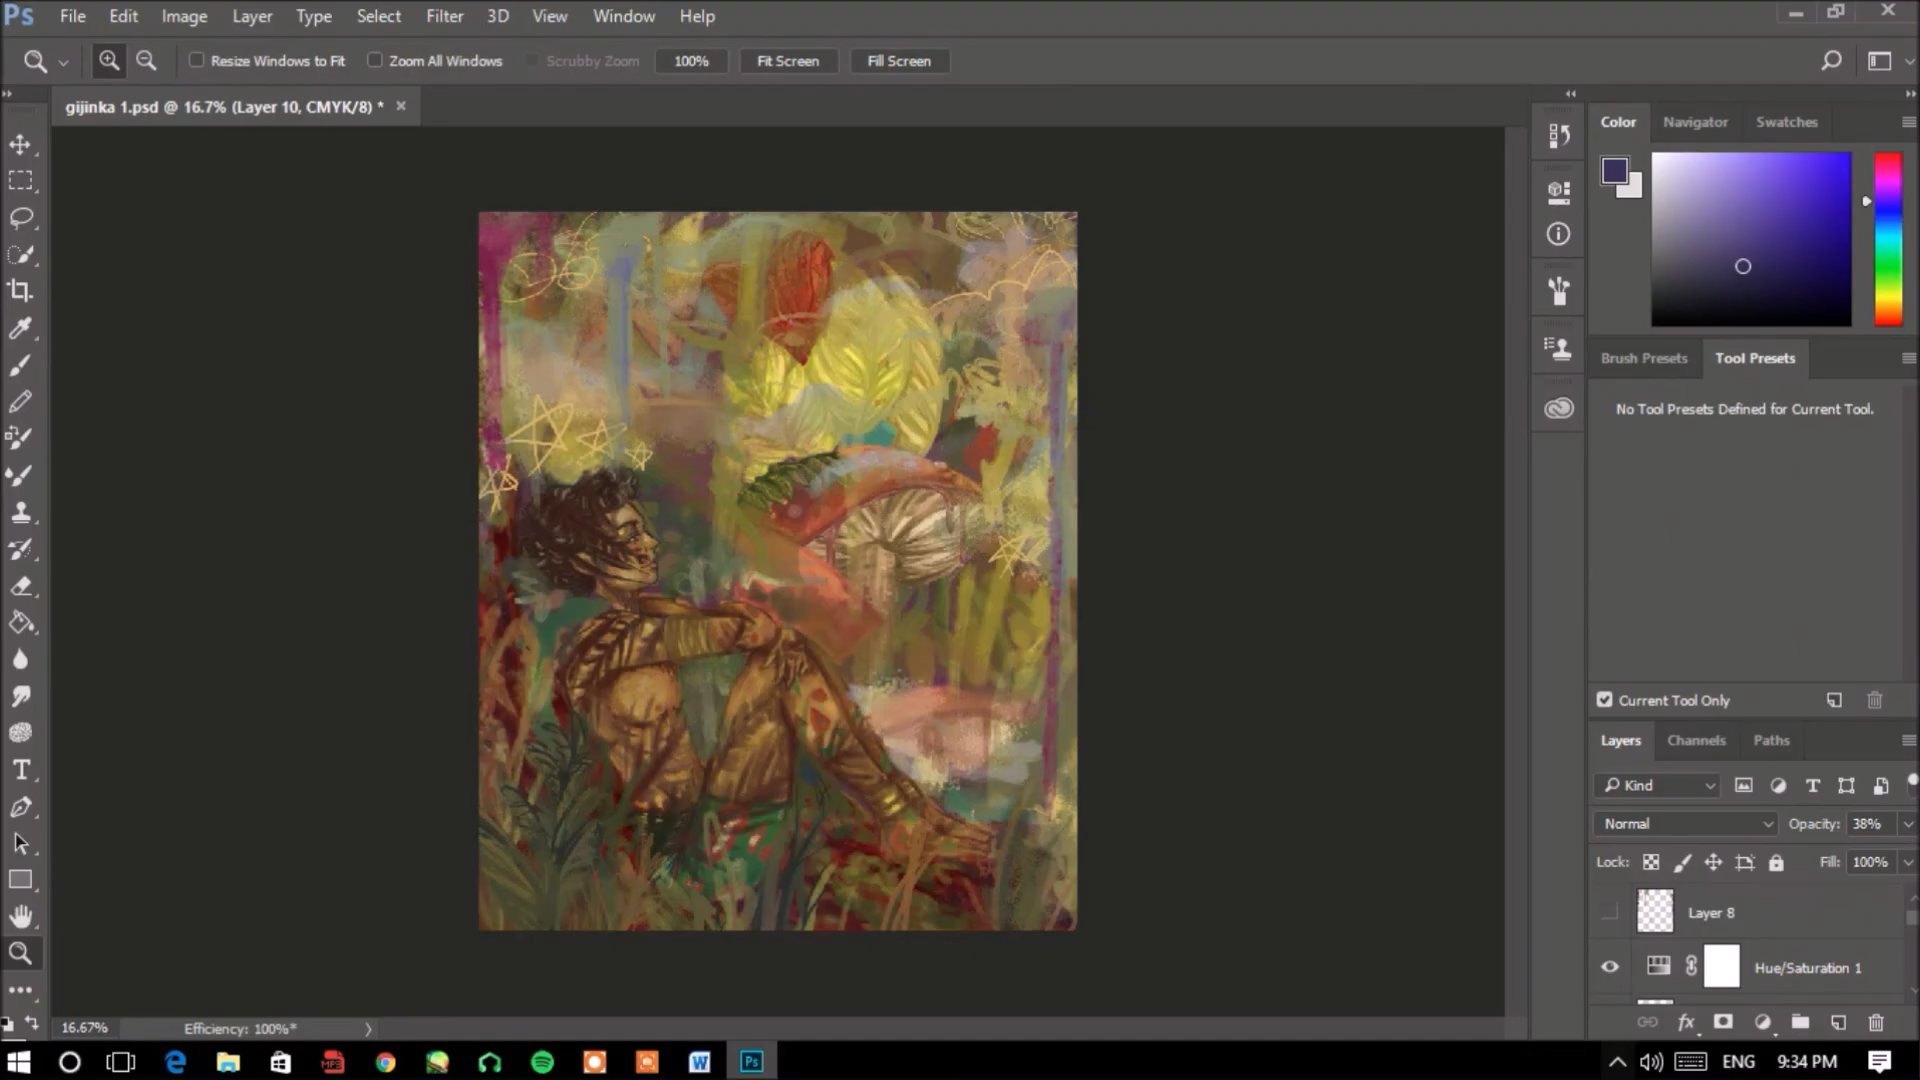 Ps File Edit Image Layer Type Select Filter 3D View Window Help
Resize Windows to Fit Zoom All Windows Scrubby Zoom 100% Fit Screen Fill Screen
gijinka 1.psd @ 16.7% (Layer 10, CMYK/8) * ×
Color Navigator Swatches
Brush Presets Tool Presets
No Tool Presets Defined for Current Tool.
Current Tool Only
Layers Channels Paths
Kind
Normal Opacity: 38%
Lock: Fill: 100%
Layer 8
Hue/Saturation 1
fx
16.67% Efficiency: 100%*
MP3 W Ps ENG 9:34 PM